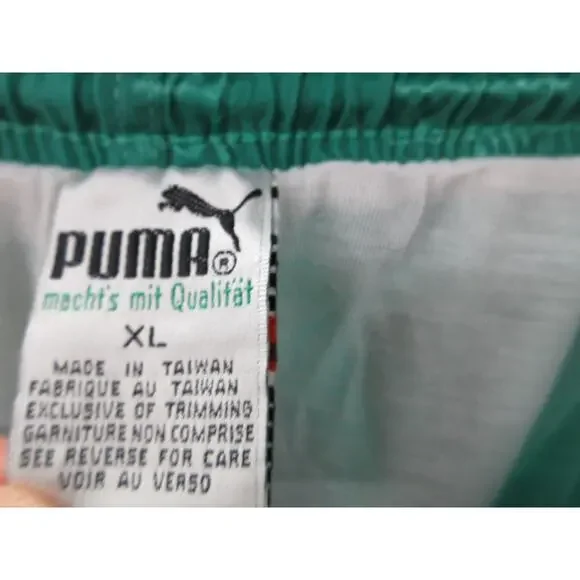 PUMA®
macht's mit Qualität
XL
MADE IN TAIWAN
FABRIQUE AU TAIWAN
EXCLUSIVE OF TRIMMING
GARNITURE NON COMPRISE
SEE REVERSE FOR CARE
VOIR AU VERSO